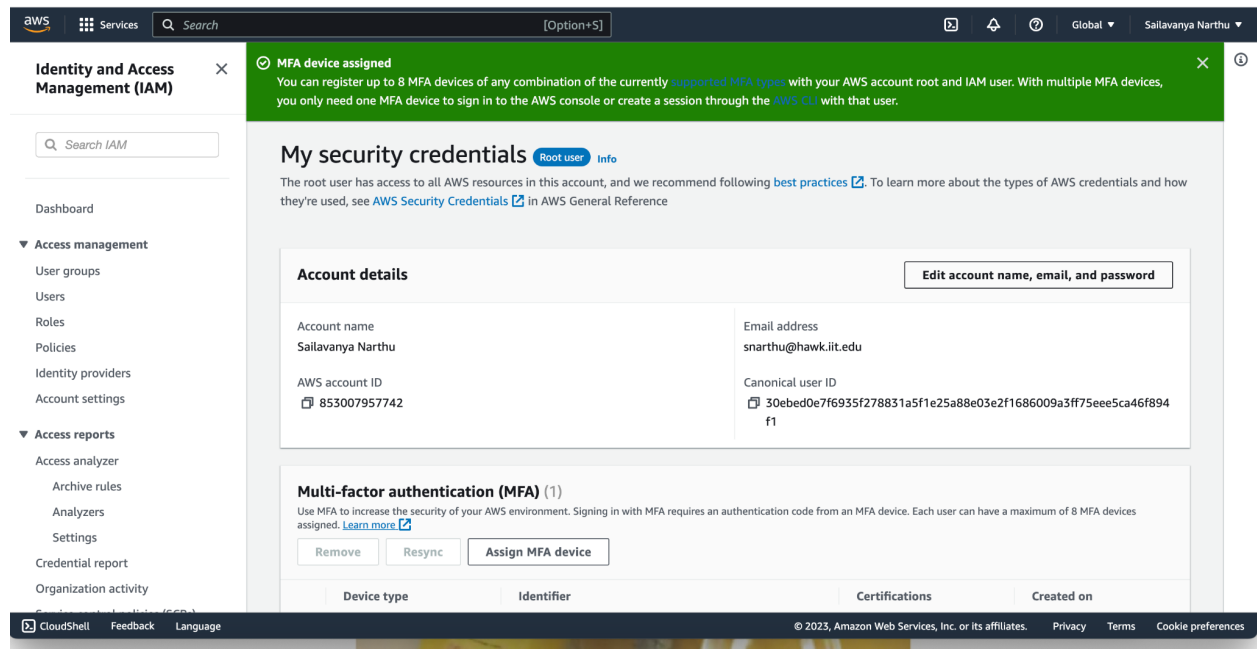 aws
Services
Search
[Option+S]
Global
Sailavanya Narthu
Identity and Access
Management (IAM)
Search IAM
Dashboard
Access management
User groups
Users
Roles
Policies
Identity providers
Account settings
Access reports
Access analyzer
Archive rules
Analyzers
Settings
Credential report
Organization activity
Service control policies (SCPs)
MFA device assigned
You can register up to 8 MFA devices of any combination of the currently supported MFA types with your AWS account root and IAM user. With multiple MFA devices,
you only need one MFA device to sign in to the AWS console or create a session through the AWS CLI with that user.
My security credentials Root user Info
The root user has access to all AWS resources in this account, and we recommend following best practices. To learn more about the types of AWS credentials and how
they're used, see AWS Security Credentials in AWS General Reference
Account details
Edit account name, email, and password
Account name
Sailavanya Narthu
Email address
snarthu@hawk.iit.edu
AWS account ID
853007957742
Canonical user ID
30ebed0e7f6935f278831a5f1e25a88e03e2f1686009a3ff75eee5ca46f894
f1
Multi-factor authentication (MFA) (1)
Use MFA to increase the security of your AWS environment. Signing in with MFA requires an authentication code from an MFA device. Each user can have a maximum of 8 MFA devices
assigned. Learn more
Remove
Resync
Assign MFA device
Device type
Identifier
Certifications
Created on
CloudShell
Feedback
Language
© 2023, Amazon Web Services, Inc. or its affiliates.
Privacy
Terms
Cookie preferences